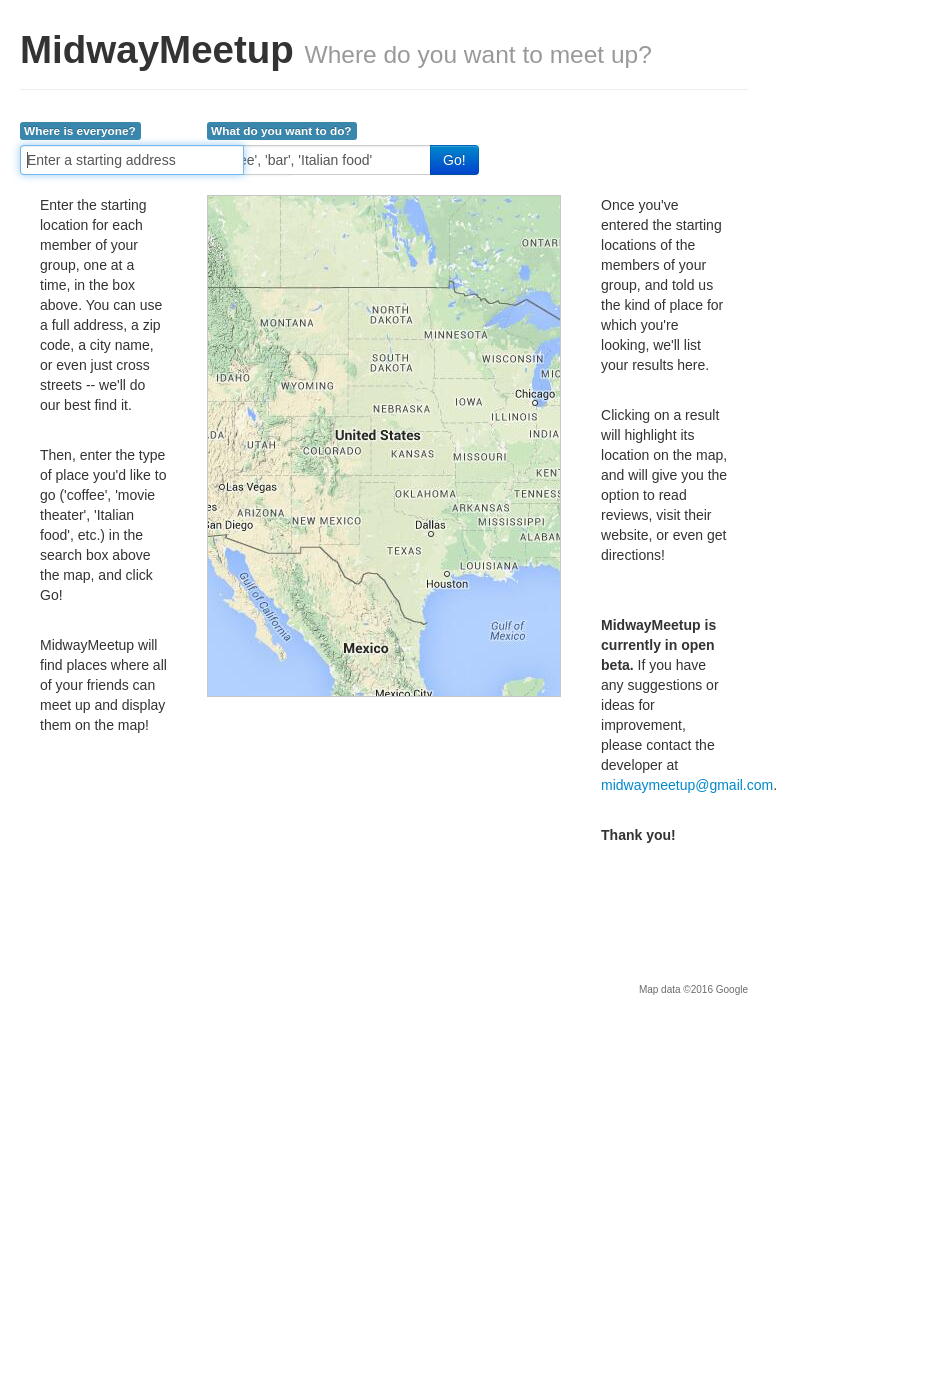 MidwayMeetup Where do you want to meet up?
Where is everyone?
What do you want to do?
Enter a starting address
ee', 'bar', 'Italian food'
Go!
Enter the starting
location for each
member of your
group, one at a
time, in the box
above. You can use
a full address, a zip
code, a city name,
or even just cross
streets -- we'll do
our best find it.
Then, enter the type
of place you'd like to
go ('coffee', 'movie
theater', 'Italian
food', etc.) in the
search box above
the map, and click
Go!
MidwayMeetup will
find places where all
of your friends can
meet up and display
them on the map!
ONTARI
NORTH
DAKOTA
MONTANA
MINNESOTA
SOUTH
DAKOTA
WISCONSIN
MIC
IDAHO
WYOMING
Chicago
IOWA
NEBRASKA
ILLINOIS
INDIA
United States
DA
UTAH
COLORADO
KANSAS
MISSOURI
KENT
Las Vegas
OKLAHOMA
TENNESS
es
ARIZONA
ARKANSAS
San Diego
NEW MEXICO
Dallas
MISSISSIPPI
ALABAM
TEXAS
LOUISIANA
Houston
Gulf of California
Gulf of
Mexico
Mexico
Mexico City
Once you've
entered the starting
locations of the
members of your
group, and told us
the kind of place for
which you're
looking, we'll list
your results here.
Clicking on a result
will highlight its
location on the map,
and will give you the
option to read
reviews, visit their
website, or even get
directions!
MidwayMeetup is
currently in open
beta. If you have
any suggestions or
ideas for
improvement,
please contact the
developer at
midwaymeetup@gmail.com.
Thank you!
Map data ©2016 Google